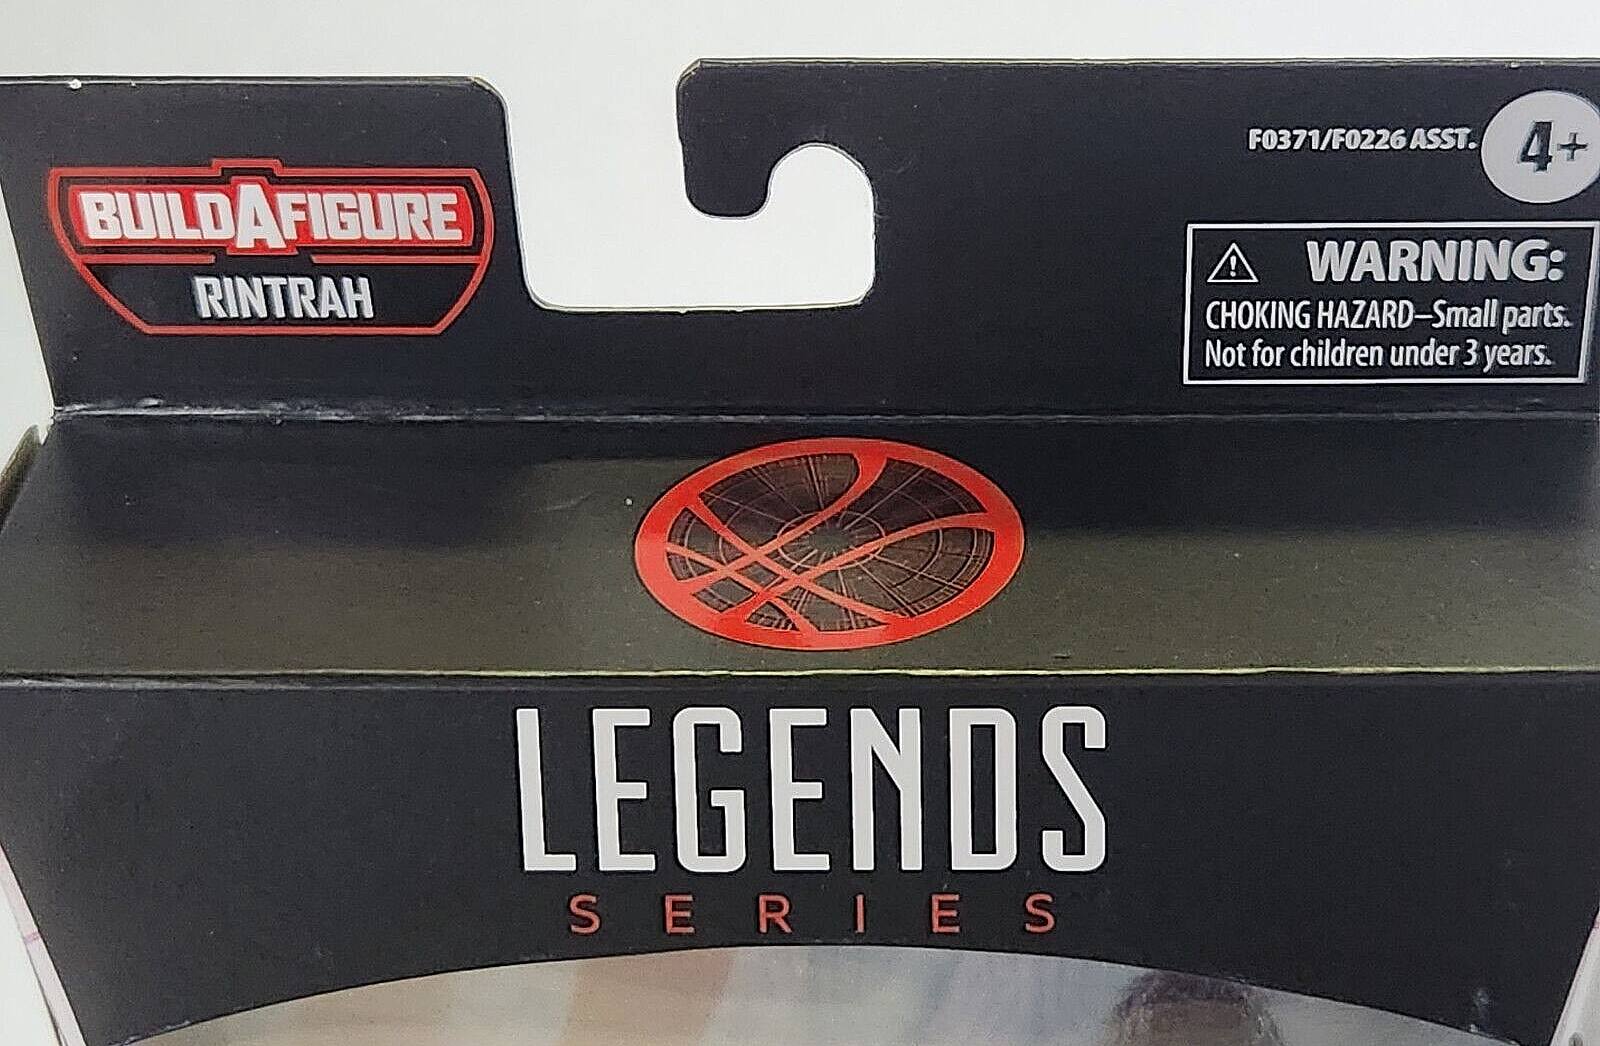 F0371/F0226 ASST.
4+
BUILDAFIGURE
RINTRAH
WARNING:
CHOKING HAZARD–Small parts.
Not for children under 3 years.
LEGENDS
SERIES